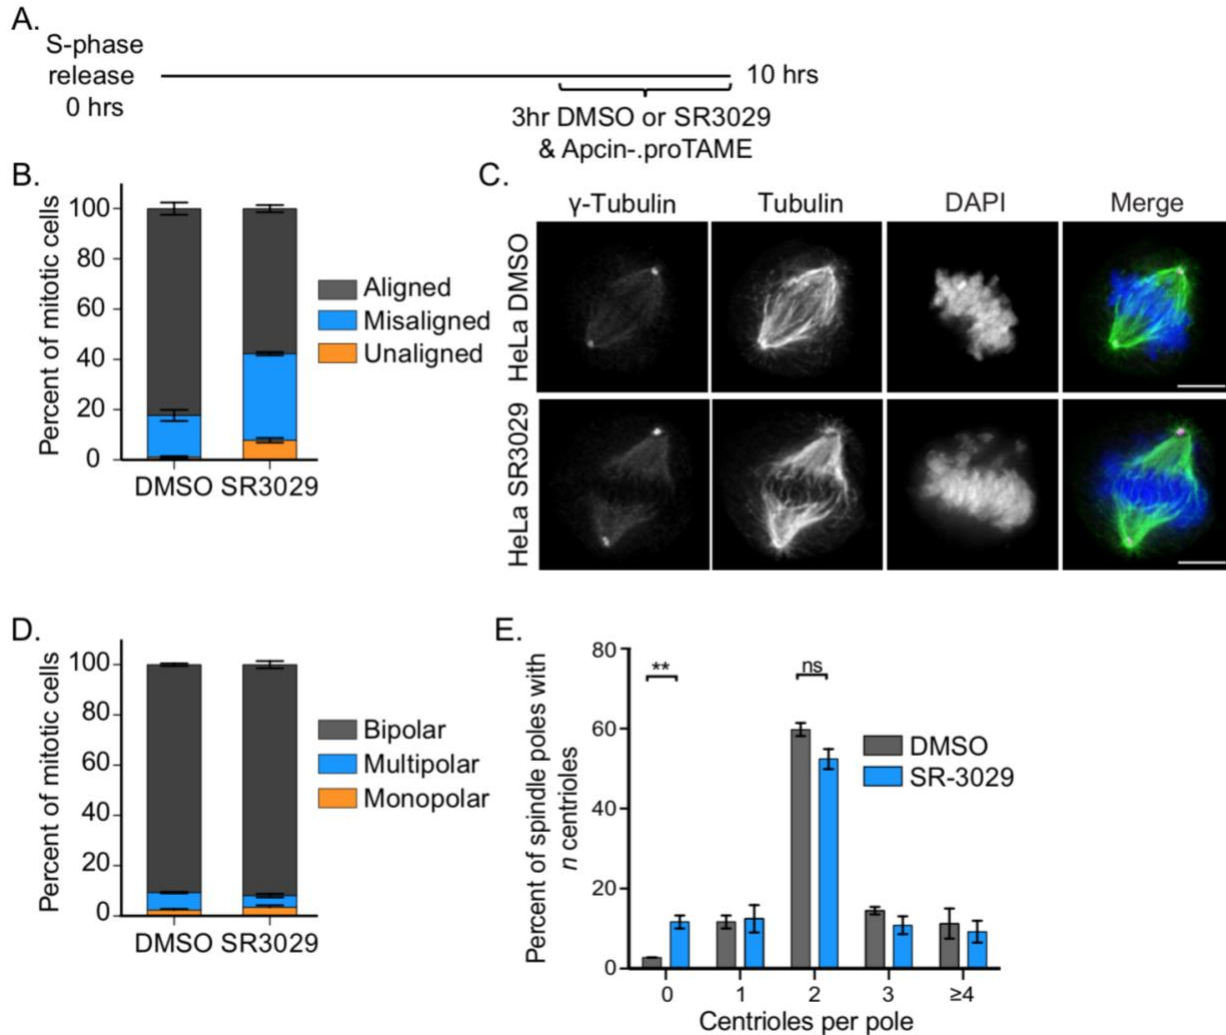 A.
S-phase
release
0 hrs
10 hrs
3hr DMSO or SR3029
& Apcin-.proTAME
B.
Percent of mitotic cells
100
80
60
40
20
0
DMSO SR3029
Aligned
Misaligned
Unaligned
C.
γ-Tubulin Tubulin DAPI Merge
HeLa DMSO
HeLa SR3029
D.
Percent of mitotic cells
100
80
60
40
20
0
DMSO SR3029
Bipolar
Multipolar
Monopolar
E.
Percent of spindle poles with
n centrioles
80
60
40
20
0
**
ns
DMSO
SR-3029
0 1 2 3 ≥4
Centrioles per pole